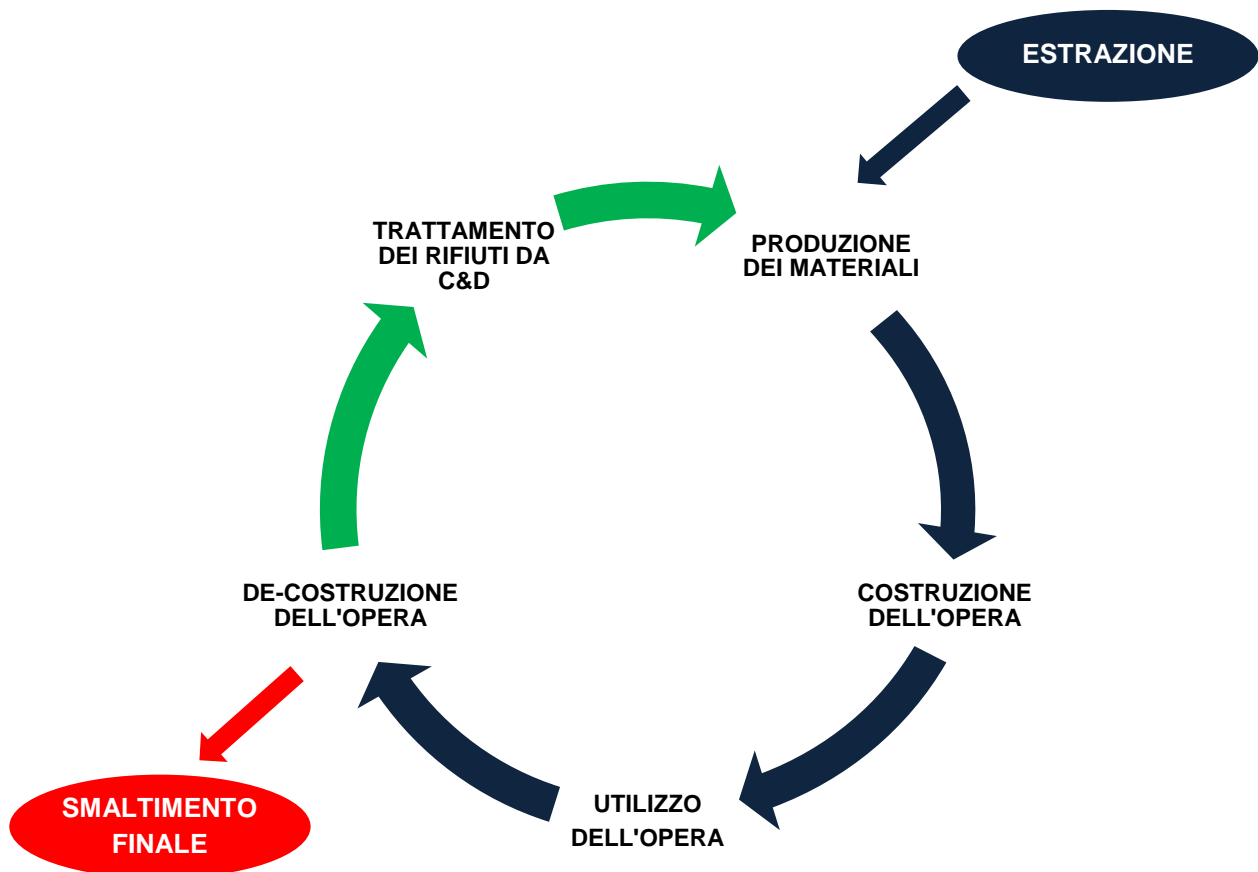 ESTRAZIONE
TRATTAMENTO
DEI RIFIUTI DA
C&D
PRODUZIONE
DEI MATERIALI
DE-COSTRUZIONE
DELL'OPERA
COSTRUZIONE
DELL'OPERA
SMALTIMENTO
FINALE
UTILIZZO
DELL'OPERA